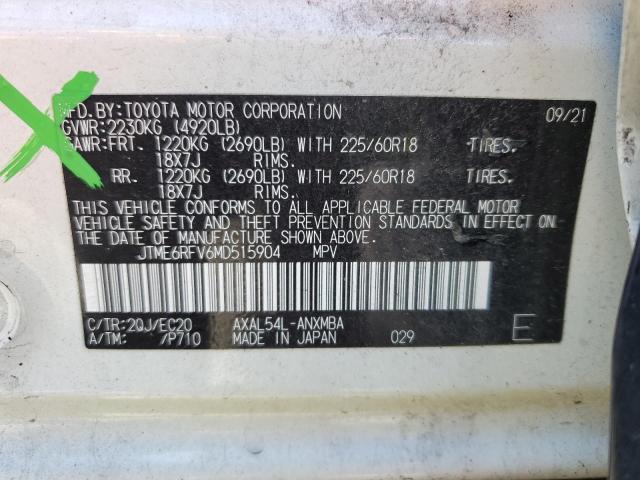 MFD.BY:TOYOTA MOTOR CORPORATION 09/21
GVWR:2230KG (4920LB)
GAWR:FRT. 1220KG (2690LB) WITH 225/60R18 TIRES.
18X7J RIMS.
RR. 1220KG (2690LB) WITH 225/60R18 TIRES.
18X7J RIMS.
THIS VEHICLE CONFORMS TO ALL APPLICABLE FEDERAL MOTOR
VEHICLE SAFETY AND THEFT PREVENTION STANDARDS IN EFFECT ON
THE DATE OF MANUFACTURE SHOWN ABOVE.
JTME6RFV6MD515904 MPV
C/TR:2QJ/EC20 AXAL54L-ANXMBA
A/TM: /P710 MADE IN JAPAN 029 E